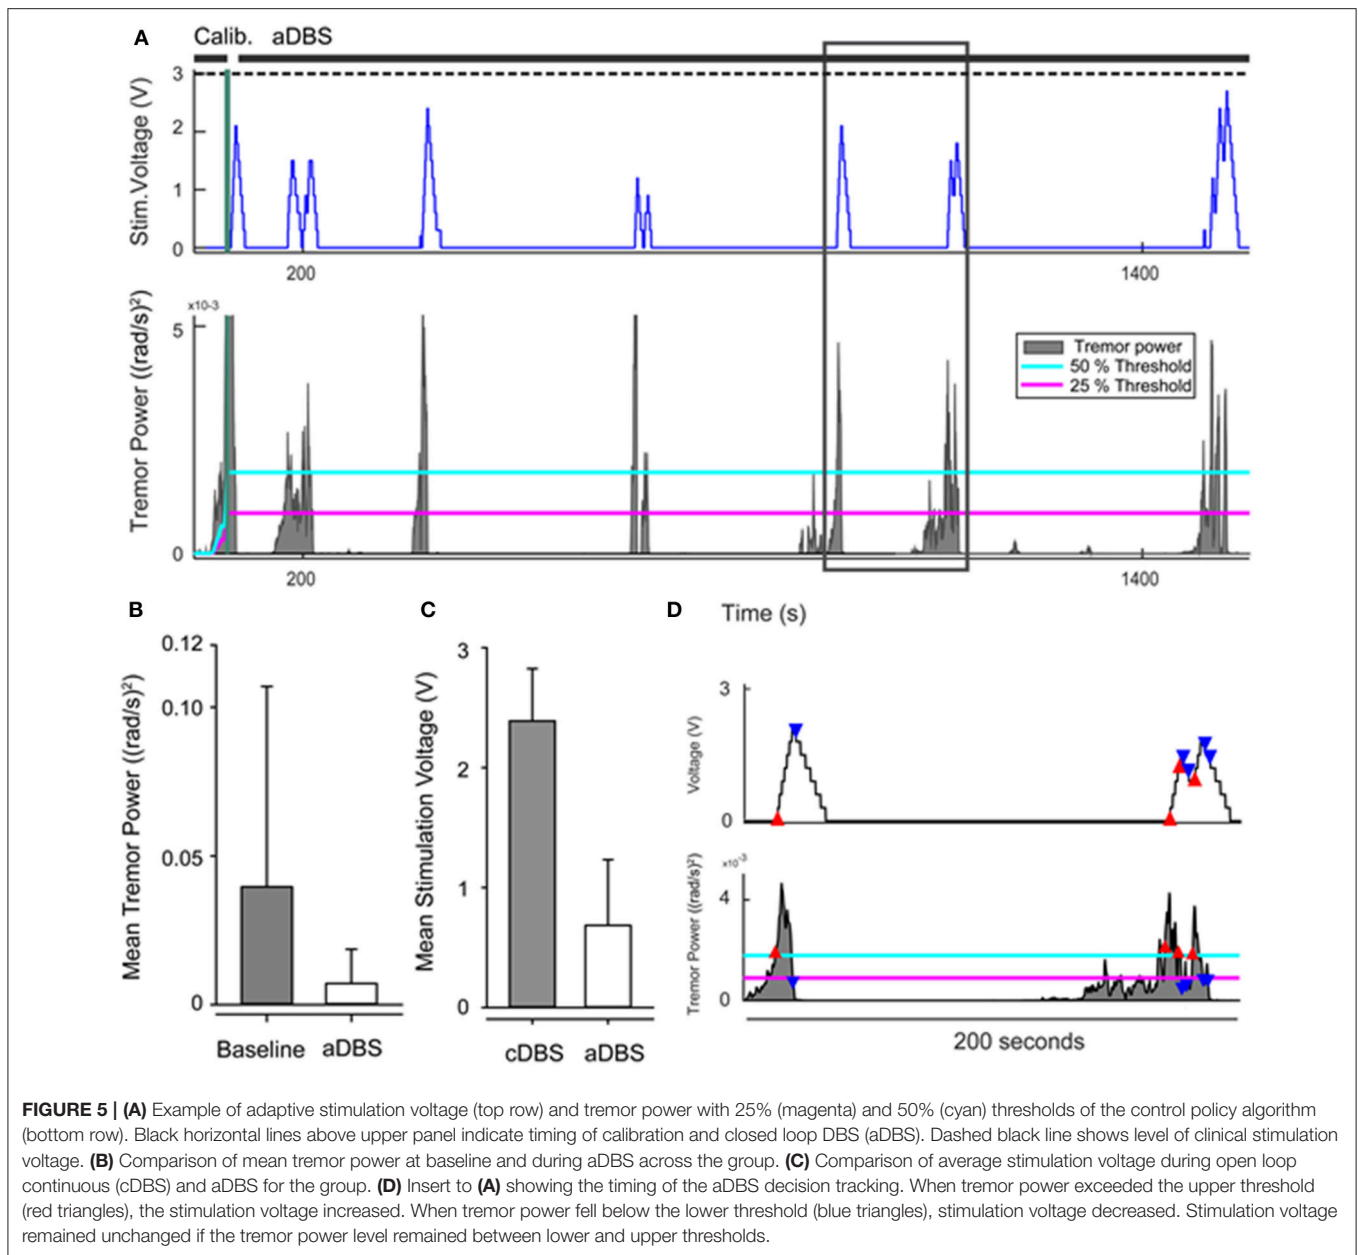 A
Calib. aDBS
Stim.Voltage (V)
3
2
1
0
200
1400
Tremor Power ((rad/s)²)
x10-3
5
0
200
1400
Tremor power
50 % Threshold
25 % Threshold
Time (s)
B
Mean Tremor Power ((rad/s)²)
0.12
0.10
0.05
0
Baseline aDBS
C
Mean Stimulation Voltage (V)
3
2
1
0
cDBS aDBS
D
Voltage (V)
3
0
Tremor Power ((rad/s)²)
x10⁻³
4
0
200 seconds
FIGURE 5 | (A) Example of adaptive stimulation voltage (top row) and tremor power with 25% (magenta) and 50% (cyan) thresholds of the control policy algorithm
(bottom row). Black horizontal lines above upper panel indicate timing of calibration and closed loop DBS (aDBS). Dashed black line shows level of clinical stimulation
voltage. (B) Comparison of mean tremor power at baseline and during aDBS across the group. (C) Comparison of average stimulation voltage during open loop
continuous (cDBS) and aDBS for the group. (D) Insert to (A) showing the timing of the aDBS decision tracking. When tremor power exceeded the upper threshold
(red triangles), the stimulation voltage increased. When tremor power fell below the lower threshold (blue triangles), stimulation voltage decreased. Stimulation voltage
remained unchanged if the tremor power level remained between lower and upper thresholds.